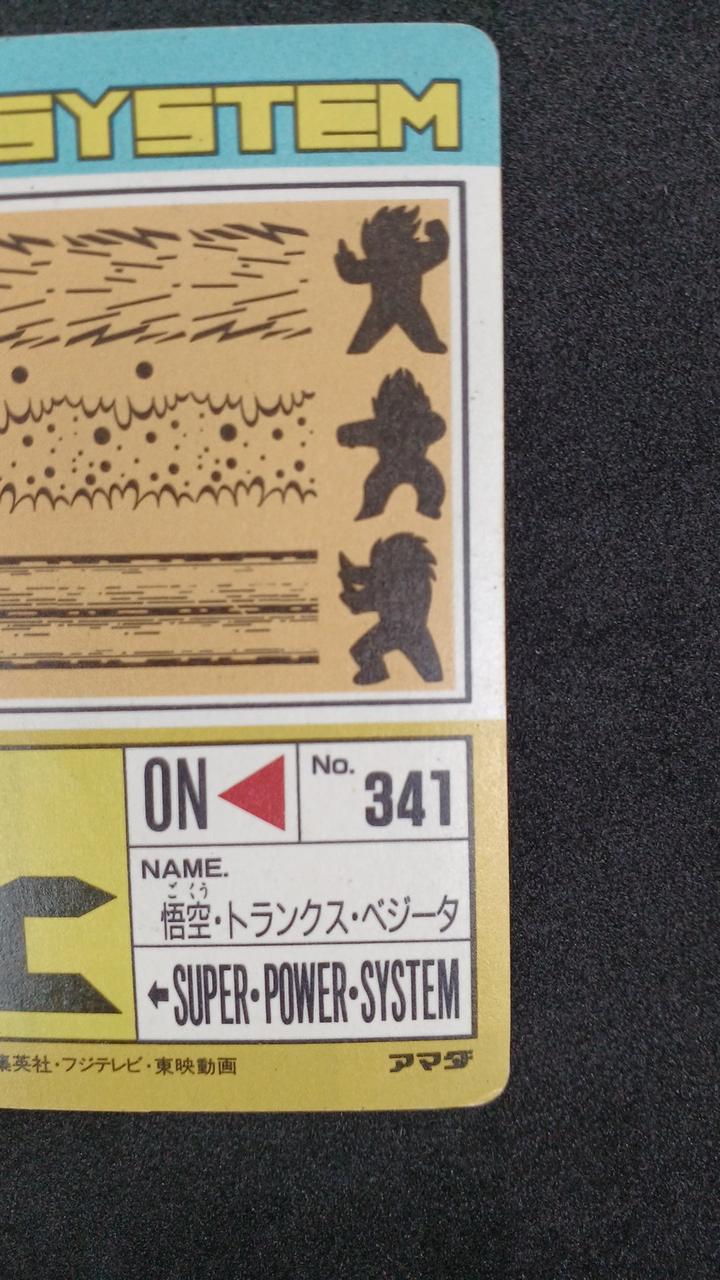 SYSTEM
ON
No. 341
NAME.
ごくう
悟空・トランクス・ベジータ
←SUPER・POWER・SYSTEM
集英社・フジテレビ・東映動画
アマダ